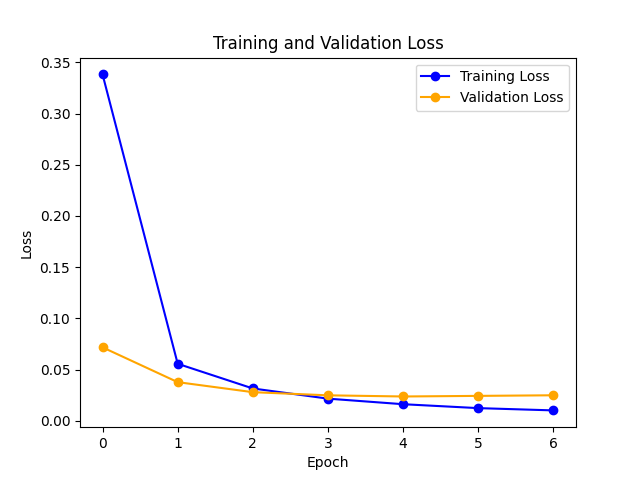 Training and Validation Loss
Training Loss
Validation Loss
0.35
0.30
0.25
0.20
0.15
0.10
0.05
0.00
Loss
0 1 2 3 4 5 6
Epoch